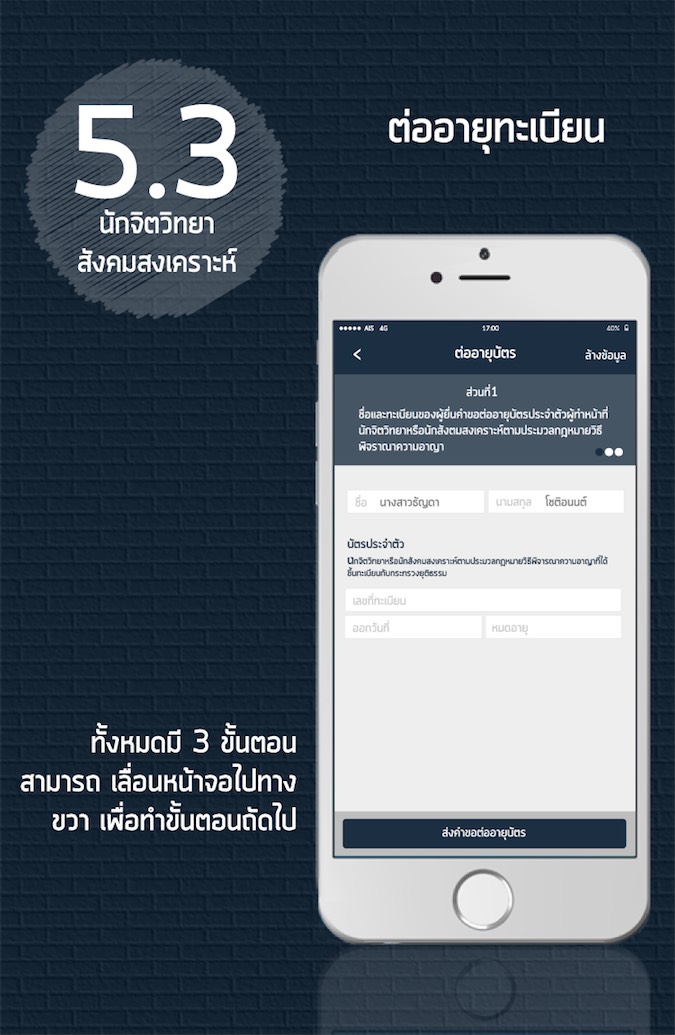 5.3
นักจิตวิทยา
สังคมสงเคราะห์
ต่ออายุทะเบียน
AIS 4G 17:00 40%
< ต่ออายุบัตร ล้างข้อมูล
ส่วนที่1
ชื่อและทะเบียนของผู้ยื่นคำขอต่ออายุบัตรประจำตัวผู้ทำหน้าที่
นักจิตวิทยาหรือนักสังตมสงเคราะห์ตามประมวลกฎหมายวิธี
พิจราณาความอาญา
ชื่อ นางสาวธัญดา นามสกุล โชติอนนต์
บัตรประจำตัว
นักจิตวิทยาหรือนักสังคมสงเคราะห์ตามประมวลกฎหมายวิธีพิจารณาความอาญาที่ได้
ขึ้นทะเบียนกับกระทรวงยุติธรรม
เลขที่ทะเบียน
ออกวันที่ หมดอายุ
ทั้งหมดมี 3 ขั้นตอน
สามารถ เลื่อนหน้าจอไปทาง
ขวา เพื่อทำขั้นตอนถัดไป
ส่งคำขอต่ออายุบัตร